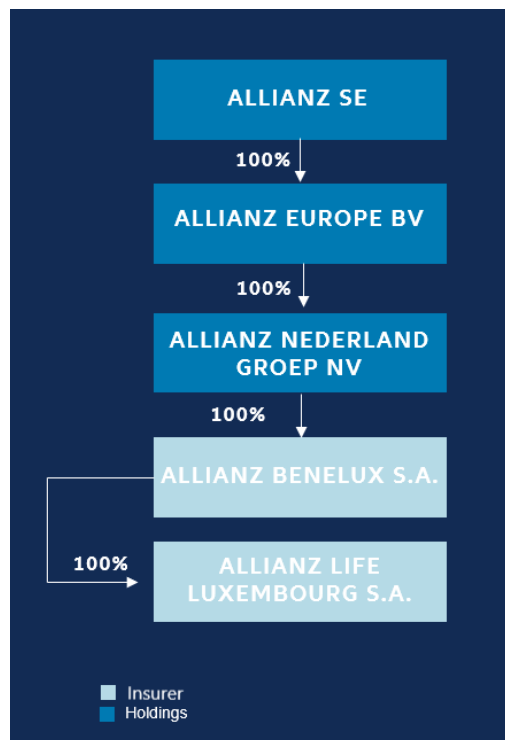 ALLIANZ SE
100%
ALLIANZ EUROPE BV
100%
ALLIANZ NEDERLAND
GROEP NV
100%
ALLIANZ BENELUX S.A.
100%
ALLIANZ LIFE
LUXEMBOURG S.A.
Insurer
Holdings